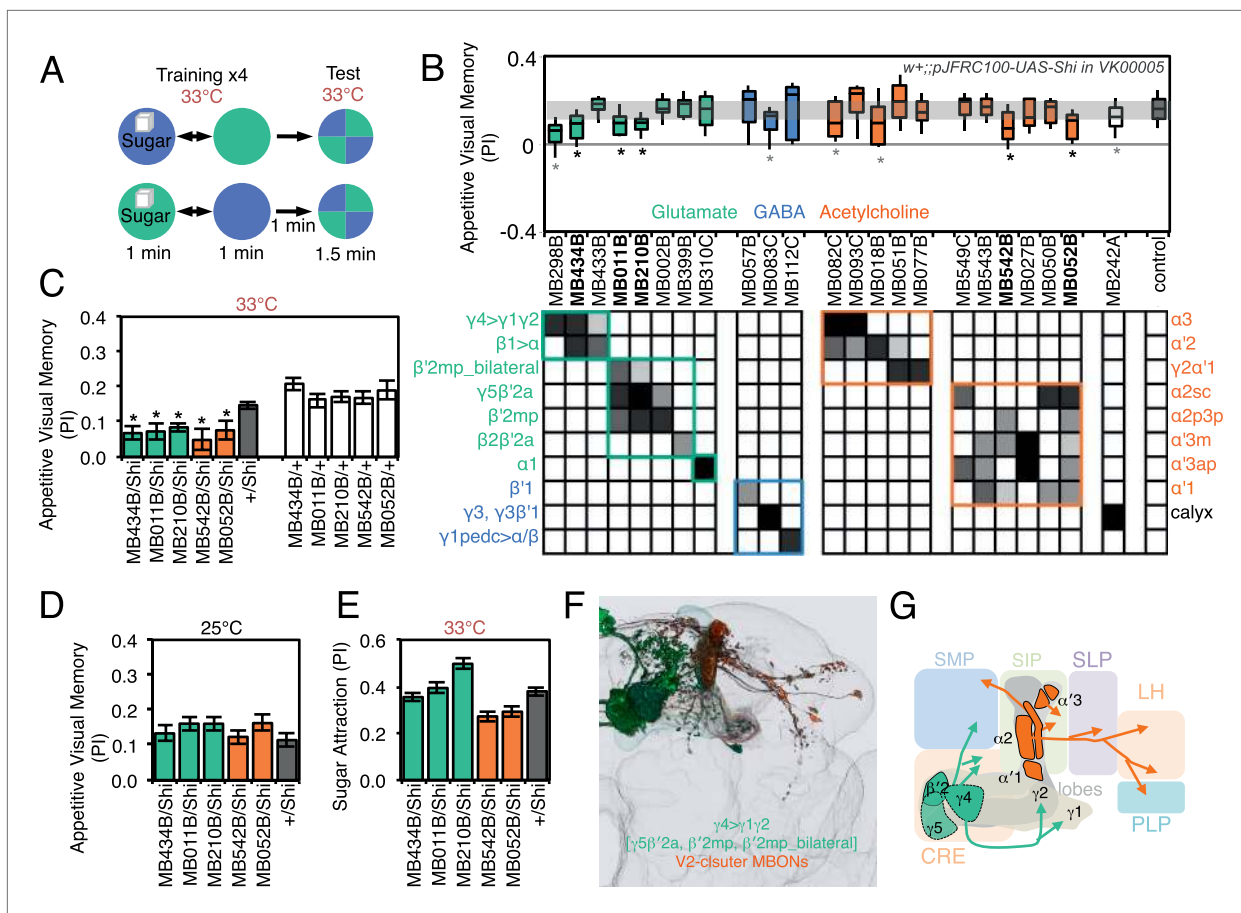 A
Training x4
33°C
Test
33°C
Sugar
Sugar
1 min
1 min
1 min
1.5 min
B
Appetitive Visual Memory
(PI)
0.4
0
-0.4
w+;;pJFRC100-UAS-Shi in VK00005
* * * * * * * * * * * *
Glutamate GABA Acetylcholine
MB298B
MB434B
MB433B
MB011B
MB210B
MB002B
MB399B
MB310C
MB057B
MB083C
MB112C
MB082C
MB093C
MB018B
MB051B
MB077B
MB549C
MB543B
MB542B
MB027B
MB050B
MB052B
MB242A
control
γ4>γ1γ2
β1>α
β'2mp_bilateral
γ5β'2a
β'2mp
β2β'2a
α1
β'1
γ3, γ3β'1
γ1pedc>α/β
α3
α'2
γ2α'1
α2sc
α2p3p
α'3m
α'3ap
α'1
calyx
C
33°C
Appetitive Visual Memory
(PI)
0.4
0.3
0.2
0.1
0.0
* * * * *
MB434B/Shi
MB011B/Shi
MB210B/Shi
MB542B/Shi
MB052B/Shi
+/Shi
MB434B/+
MB011B/+
MB210B/+
MB542B/+
MB052B/+
D
25°C
Appetitive Visual Memory
(PI)
0.4
0.3
0.2
0.1
0.0
MB434B/Shi
MB011B/Shi
MB210B/Shi
MB542B/Shi
MB052B/Shi
+/Shi
E
33°C
Sugar Attraction (PI)
0.6
0.4
0.2
0.0
MB434B/Shi
MB011B/Shi
MB210B/Shi
MB542B/Shi
MB052B/Shi
+/Shi
F
γ4>γ1γ2
[γ5β'2a, β'2mp, β'2mp_bilateral]
V2-clsuter MBONs
G
SMP
SIP
SLP
LH
α'3
α2
α'1
β'2
γ4
γ5
γ2
lobes
γ1
PLP
CRE